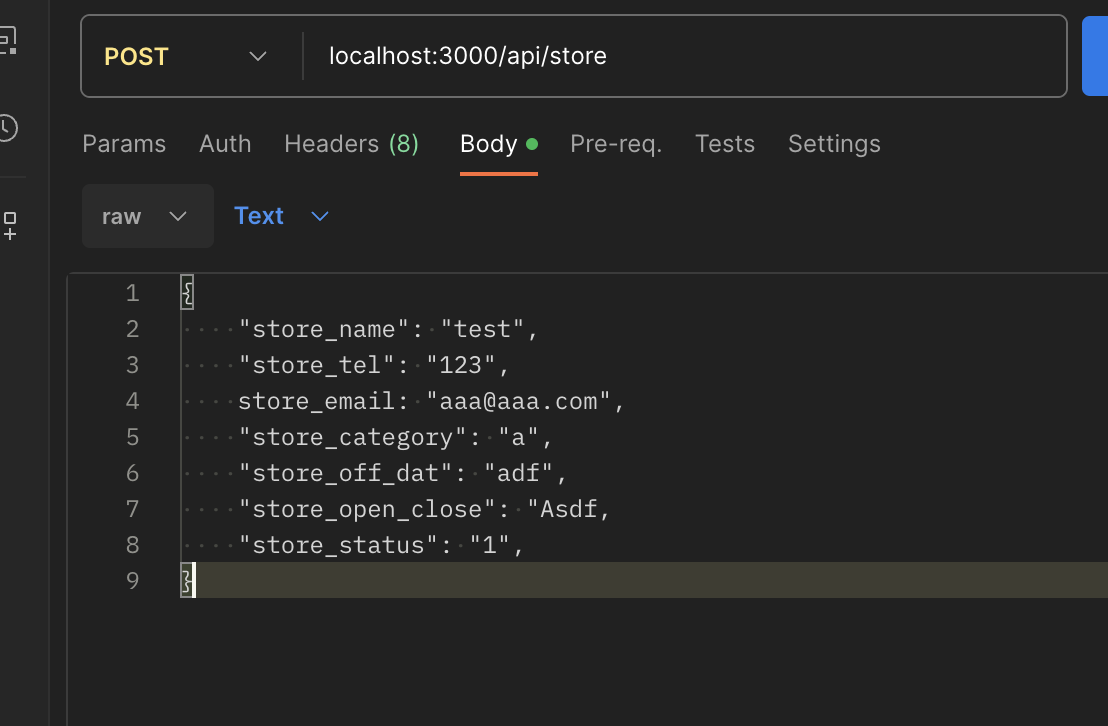 POST localhost:3000/api/store
Params Auth Headers (8) Body Pre-req. Tests Settings
raw Text
1 {
2 "store_name": "test",
3 "store_tel": "123",
4 store_email: "aaa@aaa.com",
5 "store_category": "a",
6 "store_off_dat": "adf",
7 "store_open_close": "Asdf,
8 "store_status": "1",
9 }